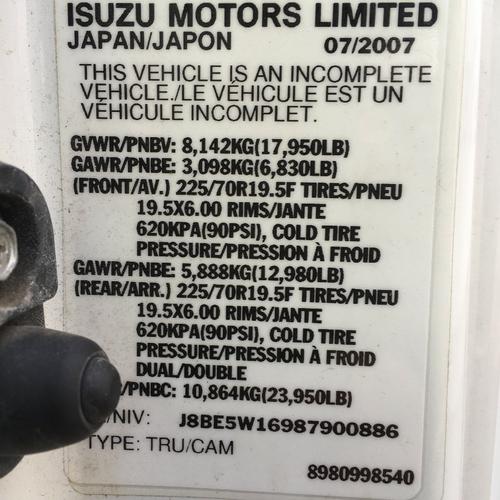 ISUZU MOTORS LIMITED
JAPAN/JAPON 07/2007
THIS VEHICLE IS AN INCOMPLETE
VEHICLE./LE VÉHICULE EST UN
VÉHICULE INCOMPLET.
GVWR/PNBV: 8,142KG(17,950LB)
GAWR/PNBE: 3,098KG(6,830LB)
(FRONT/AV.) 225/70R19.5F TIRES/PNEU
19.5X6.00 RIMS/JANTE
620KPA(90PSI), COLD TIRE
PRESSURE/PRESSION À FROID
GAWR/PNBE: 5,888KG(12,980LB)
(REAR/ARR.) 225/70R19.5F TIRES/PNEU
19.5X6.00 RIMS/JANTE
620KPA(90PSI), COLD TIRE
PRESSURE/PRESSION À FROID
DUAL/DOUBLE
/PNBC: 10,864KG(23,950LB)
/NIV: J8BE5W16987900886
TYPE: TRU/CAM
8980998540